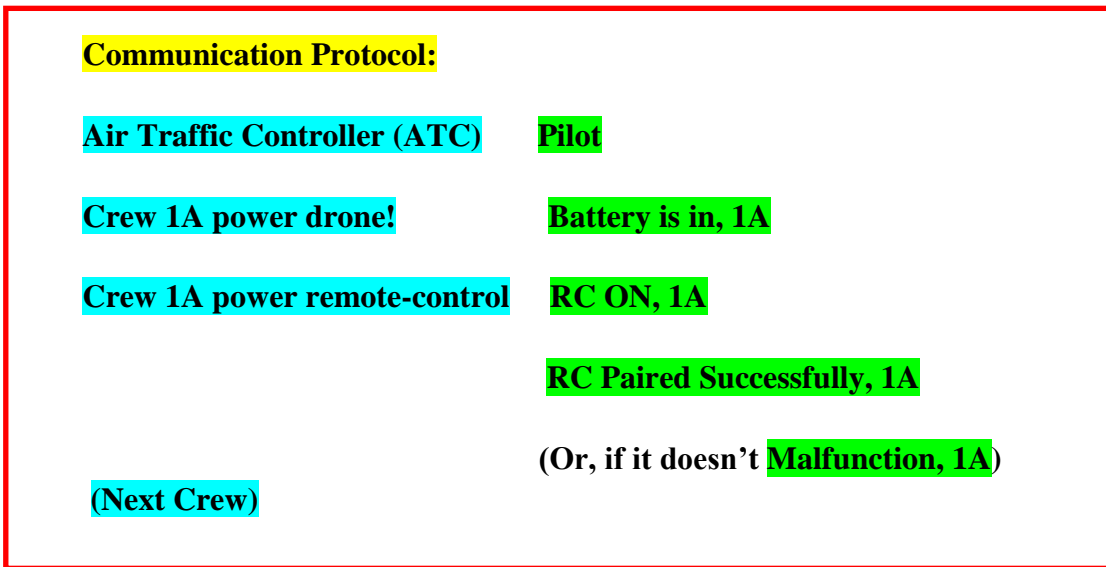 Communication Protocol:
Air Traffic Controller (ATC) Pilot
Crew 1A power drone! Battery is in, 1A
Crew 1A power remote-control RC ON, 1A
RC Paired Successfully, 1A
(Or, if it doesn’t Malfunction, 1A)
(Next Crew)